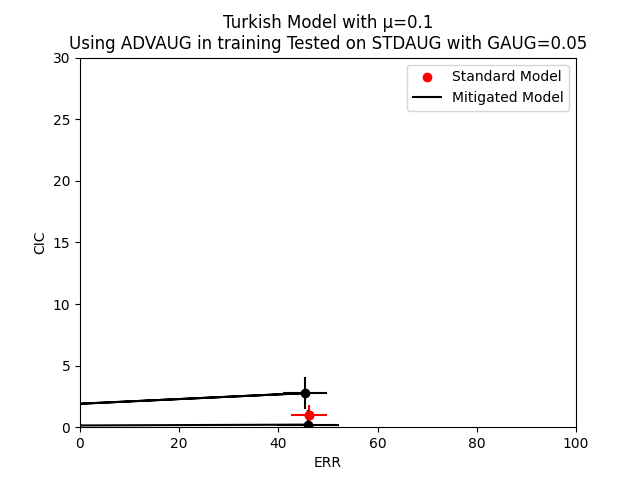 Turkish Model with μ=0.1
Using ADVAUG in training Tested on STDAUG with GAUG=0.05
Standard Model
Mitigated Model
CIC
30
25
20
15
10
5
0
0 20 40 60 80 100
ERR